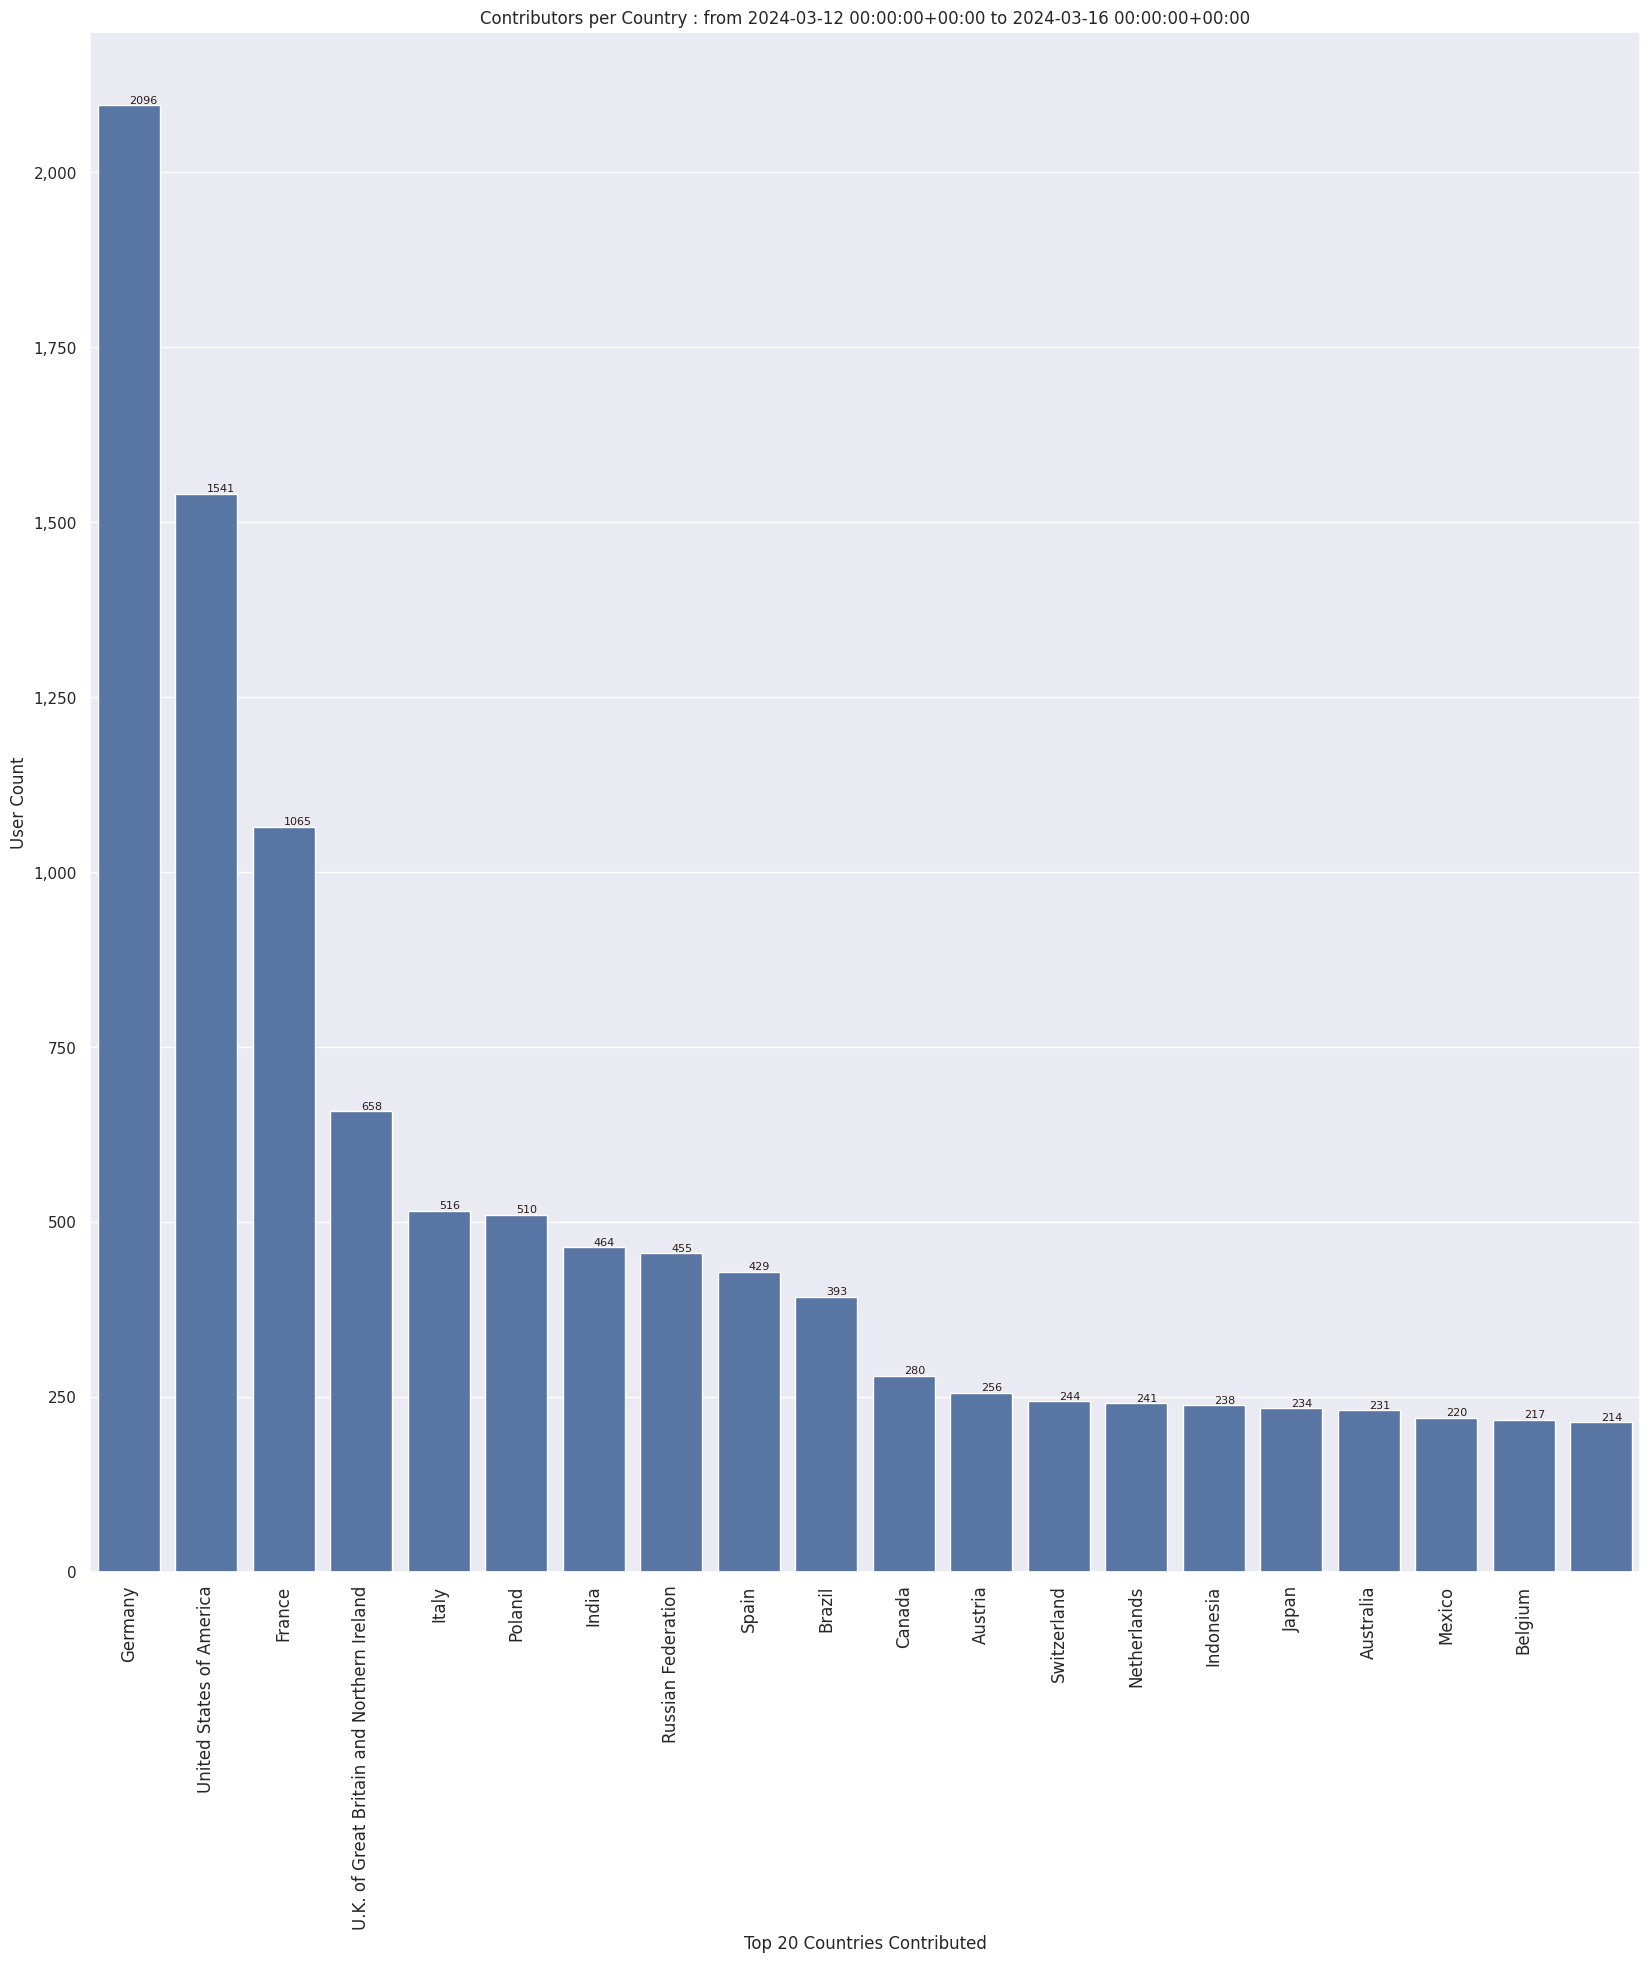 Contributors per Country : from 2024-03-12 00:00:00+00:00 to 2024-03-16 00:00:00+00:00
User Count
2,000
1,750
1,500
1,250
1,000
750
500
250
0
2096
1541
1065
658
516
510
464
455
429
393
280
256
244
241
238
234
231
220
217
214
Germany
United States of America
France
U.K. of Great Britain and Northern Ireland
Italy
Poland
India
Russian Federation
Spain
Brazil
Canada
Austria
Switzerland
Netherlands
Indonesia
Japan
Australia
Mexico
Belgium
Top 20 Countries Contributed